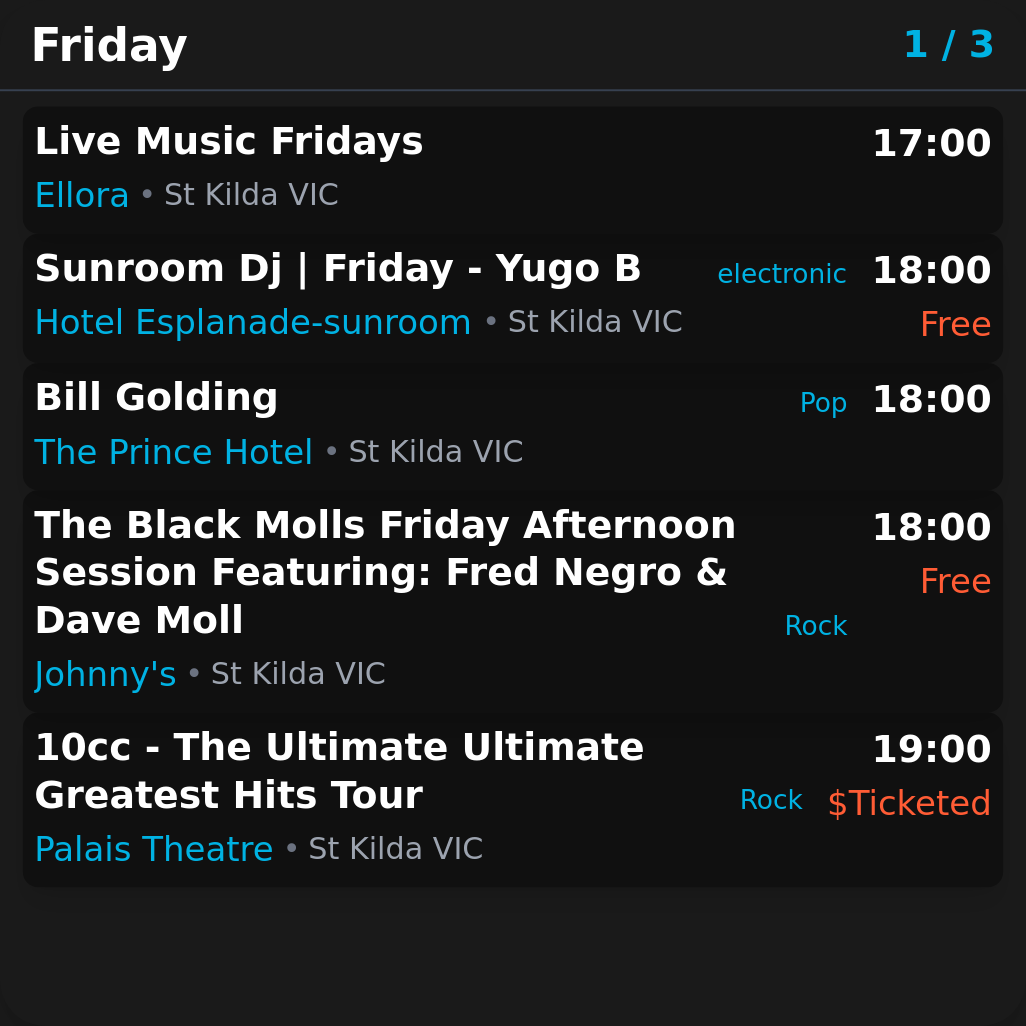 Friday 1 / 3
Live Music Fridays 17:00
Ellora • St Kilda VIC
Sunroom Dj | Friday - Yugo B electronic 18:00
Hotel Esplanade-sunroom • St Kilda VIC Free
Bill Golding Pop 18:00
The Prince Hotel • St Kilda VIC
The Black Molls Friday Afternoon 18:00
Session Featuring: Fred Negro & Free
Dave Moll Rock
Johnny's • St Kilda VIC
10cc - The Ultimate Ultimate 19:00
Greatest Hits Tour Rock $Ticketed
Palais Theatre • St Kilda VIC